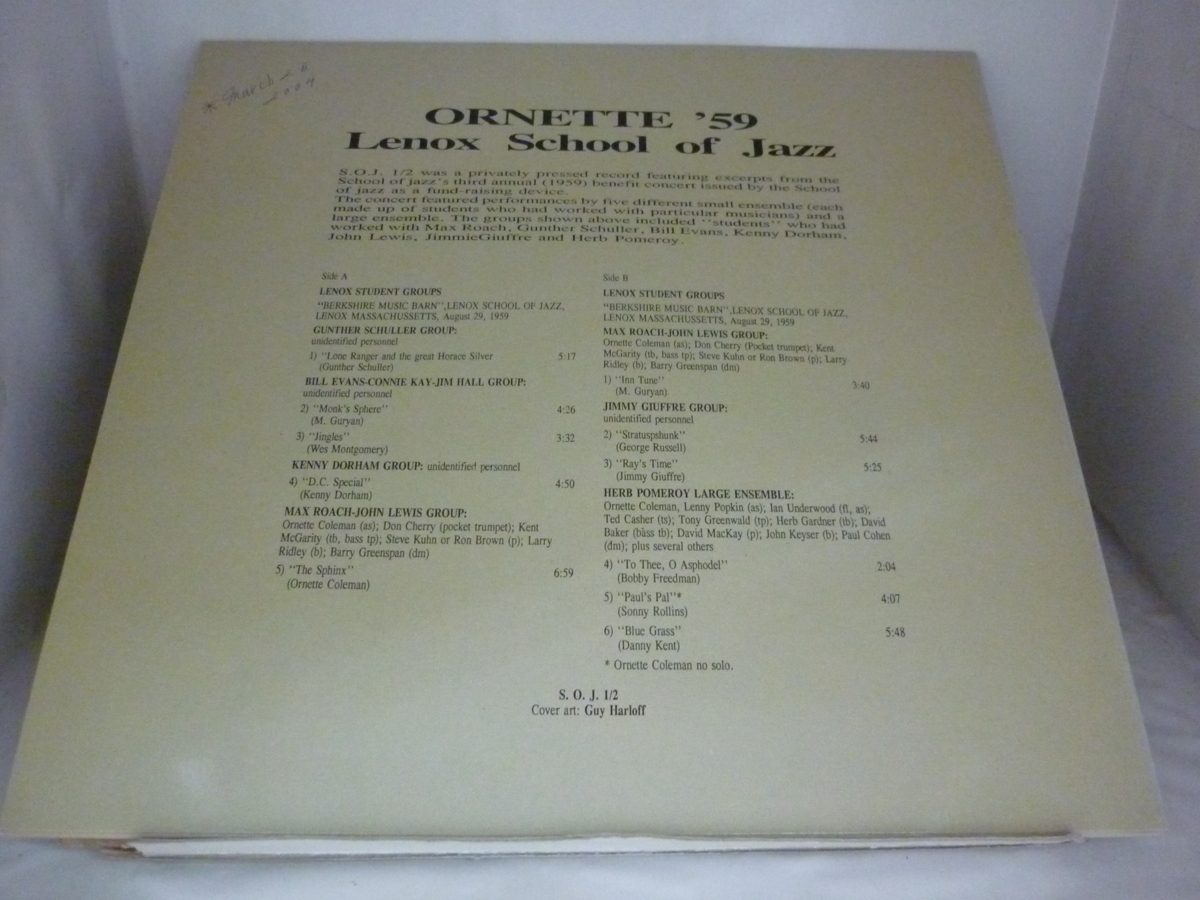 * March 26
2004
ORNETTE '59
Lenox School of Jazz
S.O.J. 1/2 was a privately pressed record featuring excerpts from the
School of jazz's third annual (1959) benefit concert issued by the School
of jazz as a fund-raising device.
The concert featured performances by five different small ensemble (each
made up of students who had worked with particular musicians) and a
large ensemble. The groups shown above included "students" who had
worked with Max Roach, Gunther Schuller, Bill Evans, Kenny Dorham,
John Lewis, JimmieGiuffre and Herb Pomeroy.
Side A
LENOX STUDENT GROUPS
"BERKSHIRE MUSIC BARN",LENOX SCHOOL OF JAZZ,
LENOX MASSACHUSSETTS, August 29, 1959
GUNTHER SCHULLER GROUP:
unidentified personnel
1) "Lone Ranger and the great Horace Silver 5:17
(Gunther Schuller)
BILL EVANS-CONNIE KAY-JIM HALL GROUP:
unidentified personnel
2) "Monk's Sphere" 4:26
(M. Guryan)
3) "Jingles" 3:32
(Wes Montgomery)
KENNY DORHAM GROUP: unidentified personnel
4) "D.C. Special" 4:50
(Kenny Dorham)
MAX ROACH-JOHN LEWIS GROUP:
Ornette Coleman (as); Don Cherry (pocket trumpet); Kent
McGarity (tb, bass tp); Steve Kuhn or Ron Brown (p); Larry
Ridley (b); Barry Greenspan (dm)
5) "The Sphinx" 6:59
(Ornette Coleman)
Side B
LENOX STUDENT GROUPS
"BERKSHIRE MUSIC BARN",LENOX SCHOOL OF JAZZ,
LENOX MASSACHUSSETTS, August 29, 1959
MAX ROACH-JOHN LEWIS GROUP:
Ornette Coleman (as); Don Cherry (Pocket trumpet); Kent
McGarity (tb, bass tp); Steve Kuhn or Ron Brown (p); Larry
Ridley (b); Barry Greenspan (dm)
1) "Inn Tune" 3:40
(M. Guryan)
JIMMY GIUFFRE GROUP:
unidentified personnel
2) "Stratuspshunk" 5:44
(George Russell)
3) "Ray's Time" 5:25
(Jimmy Giuffre)
HERB POMEROY LARGE ENSEMBLE:
Ornette Coleman, Lenny Popkin (as); Ian Underwood (fl, as);
Ted Casher (ts); Tony Greenwald (tp); Herb Gardner (tb); David
Baker (bass tb); David MacKay (p); John Keyser (b); Paul Cohen
(dm); plus several others
4) "To Thee, O Asphodel" 2:04
(Bobby Freedman)
5) "Paul's Pal"* 4:07
(Sonny Rollins)
6) "Blue Grass" 5:48
(Danny Kent)
* Ornette Coleman no solo.
S. O. J. 1/2
Cover art: Guy Harloff